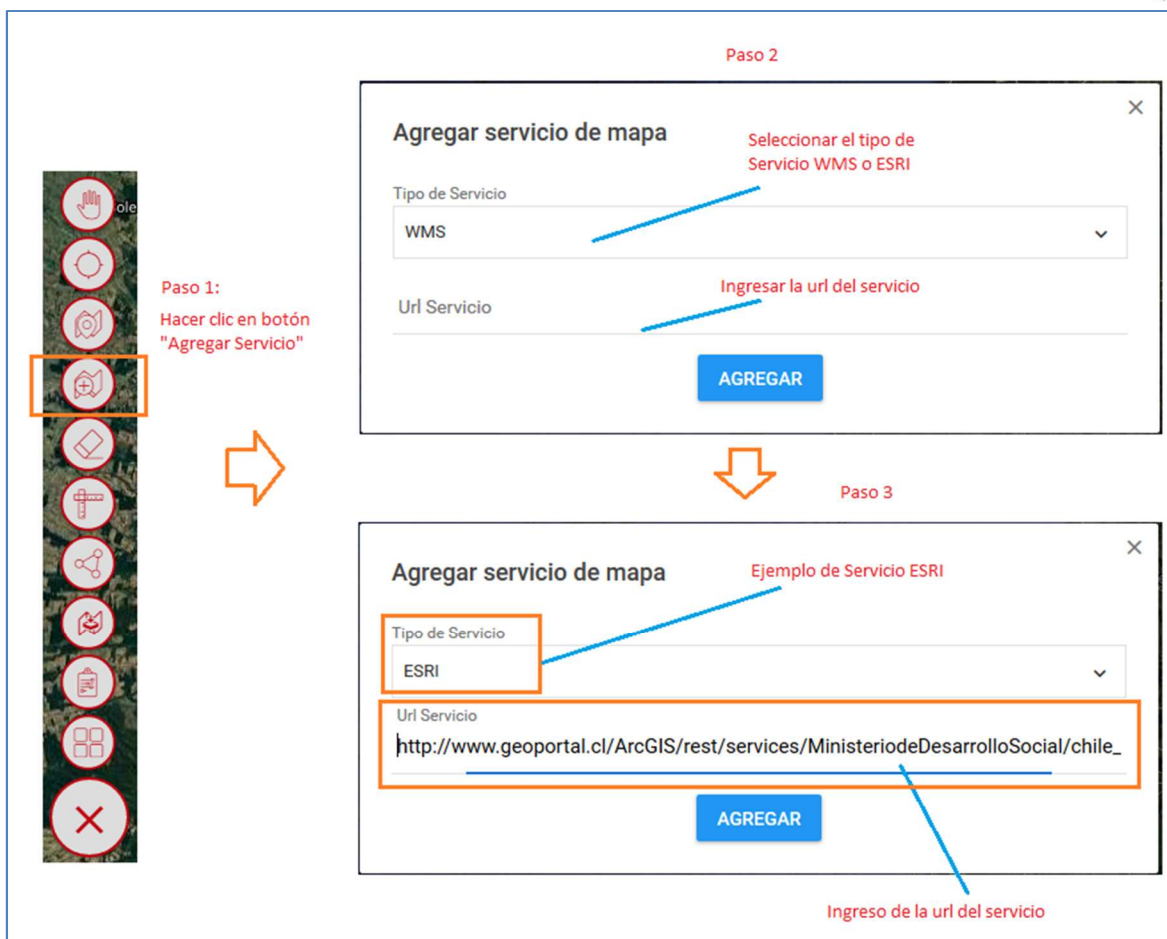 ole
Paso 1:
Hacer clic en botón
"Agregar Servicio"
Paso 2
Agregar servicio de mapa
Seleccionar el tipo de
Servicio WMS o ESRI
Tipo de Servicio
WMS
Ingresar la url del servicio
Url Servicio
AGREGAR
Paso 3
Agregar servicio de mapa
Ejemplo de Servicio ESRI
Tipo de Servicio
ESRI
Url Servicio
http://www.geoportal.cl/ArcGIS/rest/services/MinisteriodeDesarrolloSocial/chile_
AGREGAR
Ingreso de la url del servicio